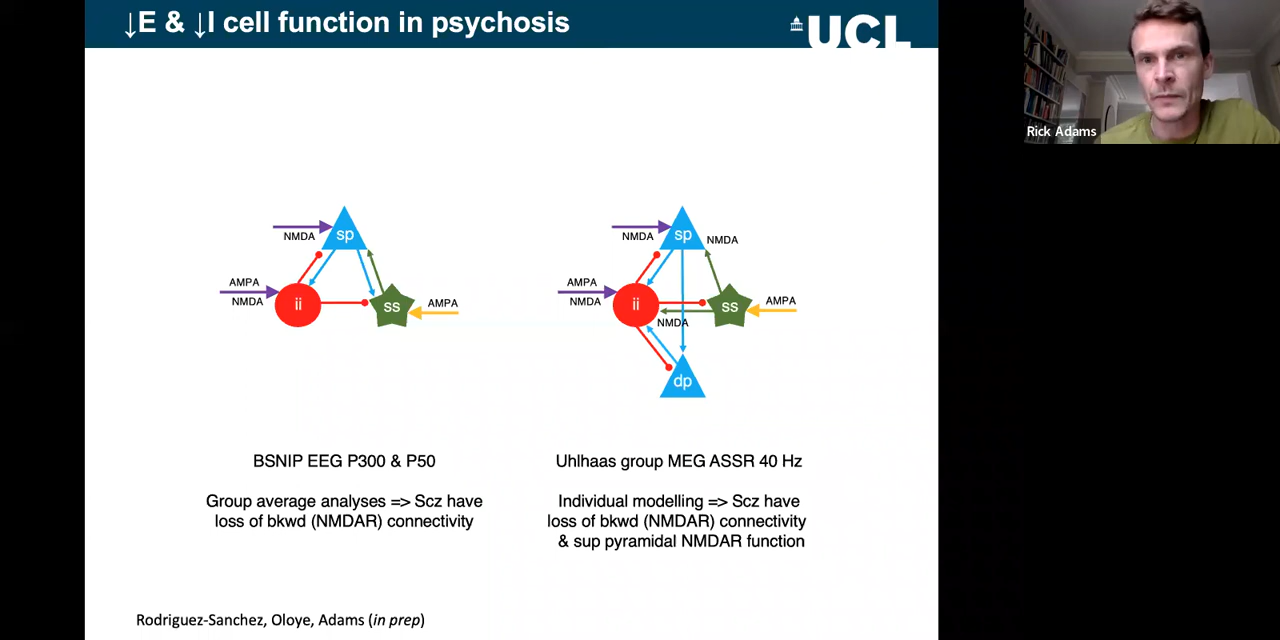 ↓E & ↓I cell function in psychosis
UCL
Rick Adams
sp
NMDA
AMPA
NMDA
ii
ss
AMPA
sp
NMDA
NMDA
AMPA
NMDA
ii
ss
AMPA
NMDA
dp
BSNIP EEG P300 & P50
Group average analyses => Scz have
loss of bkwd (NMDAR) connectivity
Uhlhaas group MEG ASSR 40 Hz
Individual modelling => Scz have
loss of bkwd (NMDAR) connectivity
& sup pyramidal NMDAR function
Rodriguez-Sanchez, Oloye, Adams (in prep)